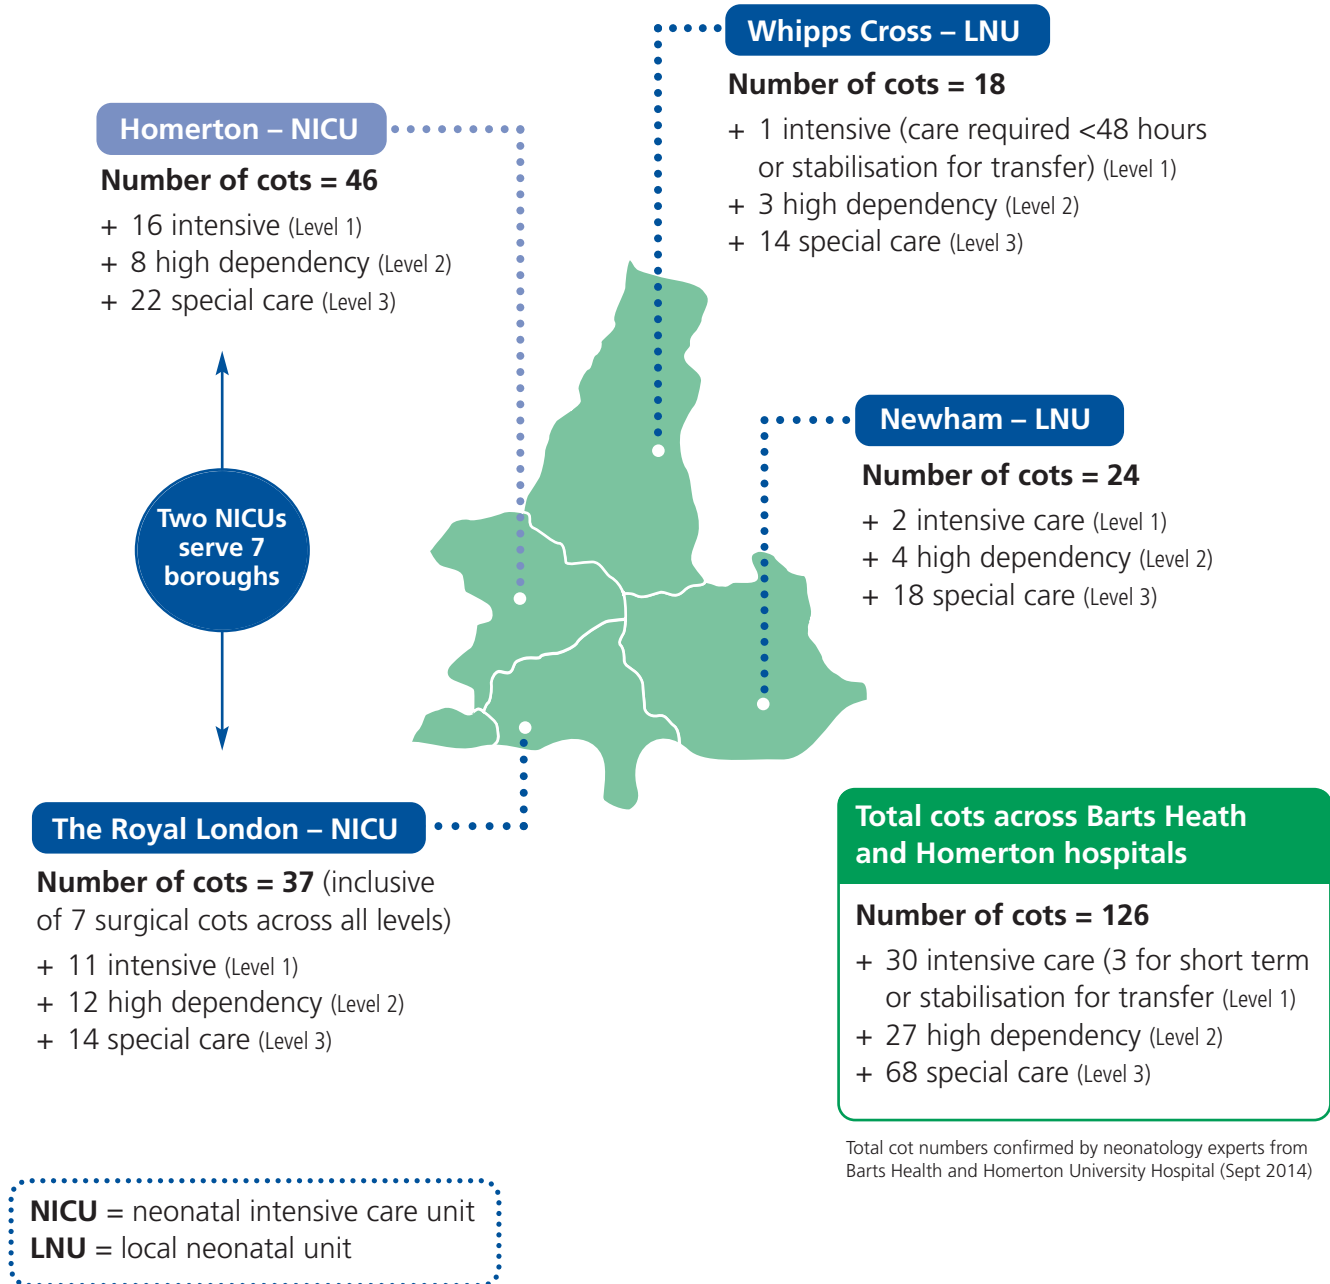 Whipps Cross – LNU
Number of cots = 18
+ 1 intensive (care required <48 hours
or stabilisation for transfer) (Level 1)
+ 3 high dependency (Level 2)
+ 14 special care (Level 3)
Homerton – NICU
Number of cots = 46
+ 16 intensive (Level 1)
+ 8 high dependency (Level 2)
+ 22 special care (Level 3)
Newham – LNU
Number of cots = 24
+ 2 intensive care (Level 1)
+ 4 high dependency (Level 2)
+ 18 special care (Level 3)
Two NICUs
serve 7
boroughs
The Royal London – NICU
Number of cots = 37 (inclusive
of 7 surgical cots across all levels)
+ 11 intensive (Level 1)
+ 12 high dependency (Level 2)
+ 14 special care (Level 3)
Total cots across Barts Heath
and Homerton hospitals
Number of cots = 126
+ 30 intensive care (3 for short term
or stabilisation for transfer (Level 1)
+ 27 high dependency (Level 2)
+ 68 special care (Level 3)
Total cot numbers confirmed by neonatology experts from
Barts Health and Homerton University Hospital (Sept 2014)
NICU = neonatal intensive care unit
LNU = local neonatal unit